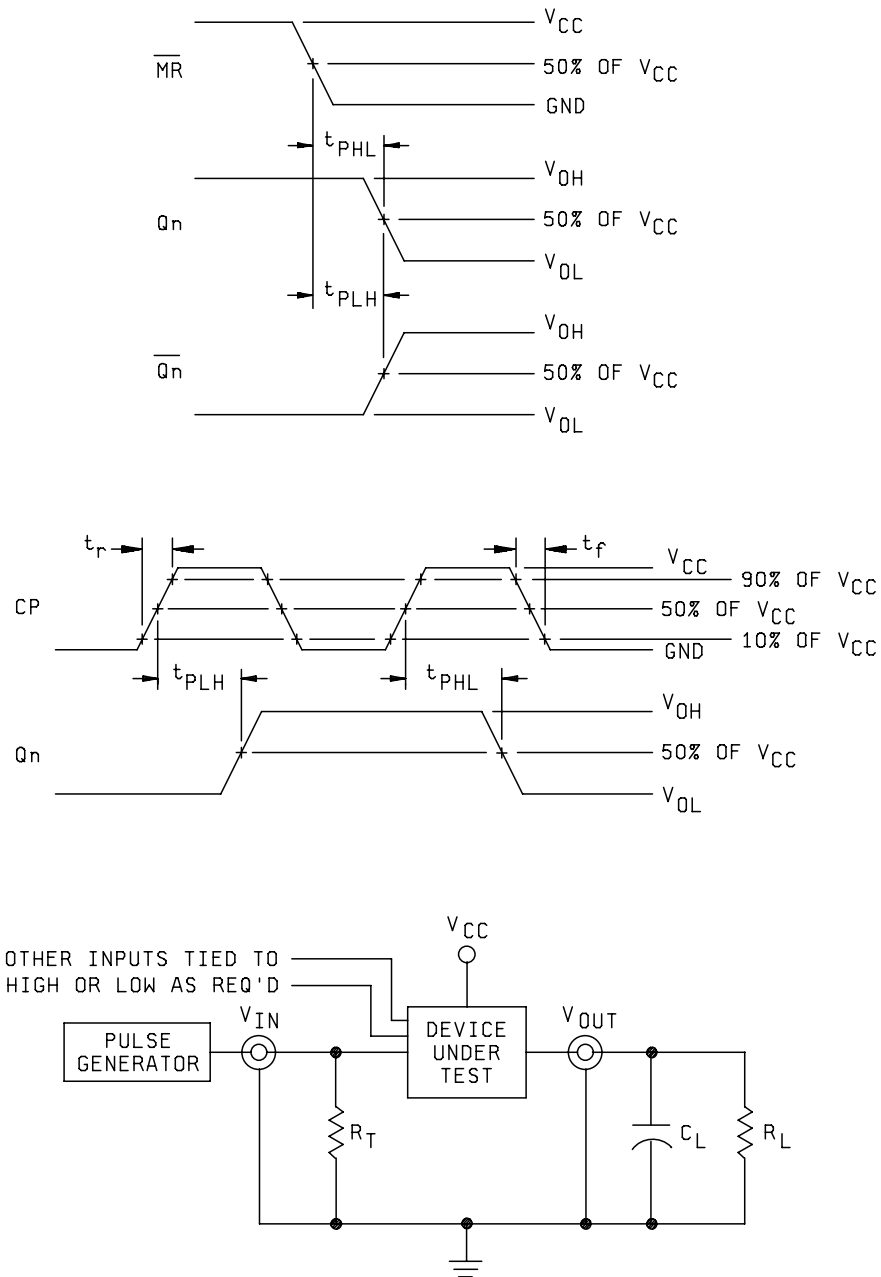 V_CC
MR̅
50% OF V_CC
GND
t_PHL
V_OH
Qn
50% OF V_CC
V_OL
t_PLH
V_OH
Q̅n̅
50% OF V_CC
V_OL
t_r
t_f
V_CC
90% OF V_CC
CP
50% OF V_CC
10% OF V_CC
GND
t_PLH
t_PHL
V_OH
Qn
50% OF V_CC
V_OL
V_CC
OTHER INPUTS TIED TO
HIGH OR LOW AS REQ'D
V_IN
V_OUT
PULSE
GENERATOR
DEVICE
UNDER
TEST
R_T
C_L
R_L